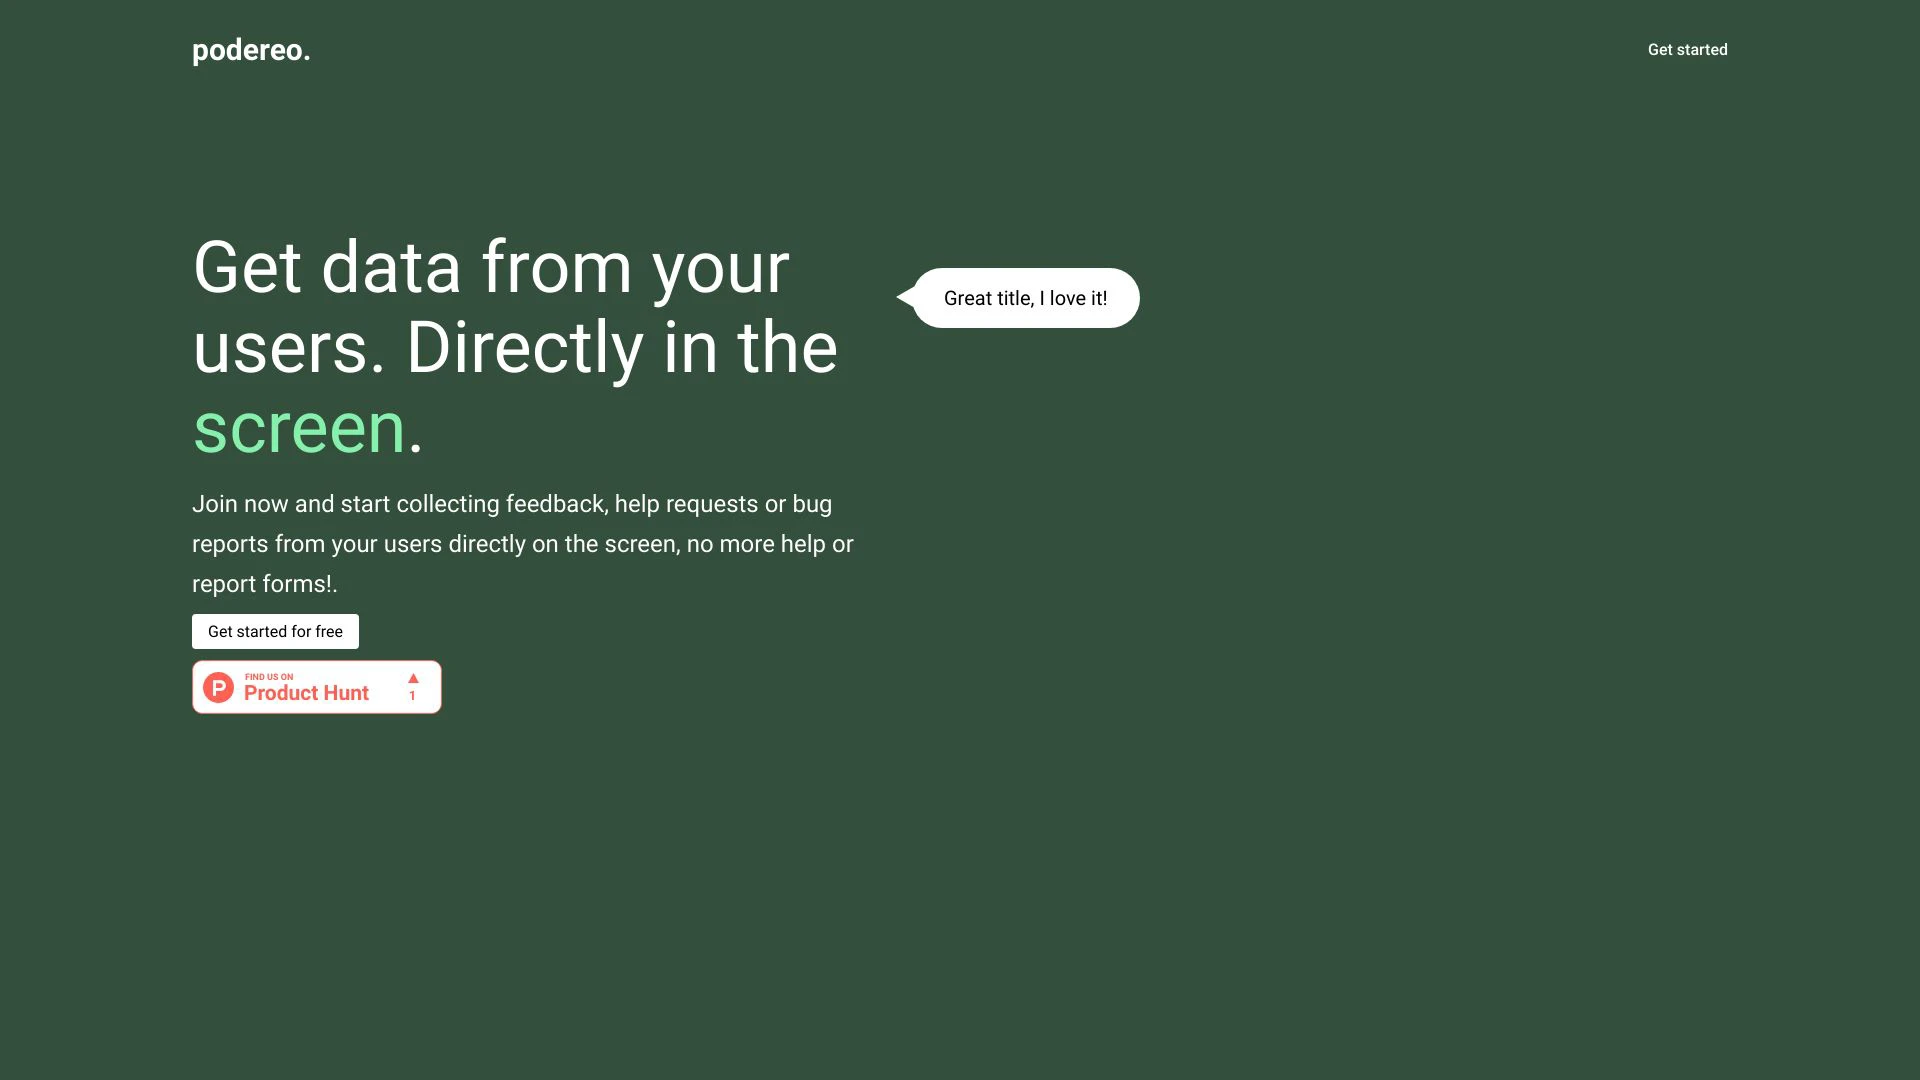 podereo.
Get started
Get data from your
users. Directly in the
screen.
Great title, I love it!
Join now and start collecting feedback, help requests or bug
reports from your users directly on the screen, no more help or
report forms!.
Get started for free
P
FIND US ON
Product Hunt
1